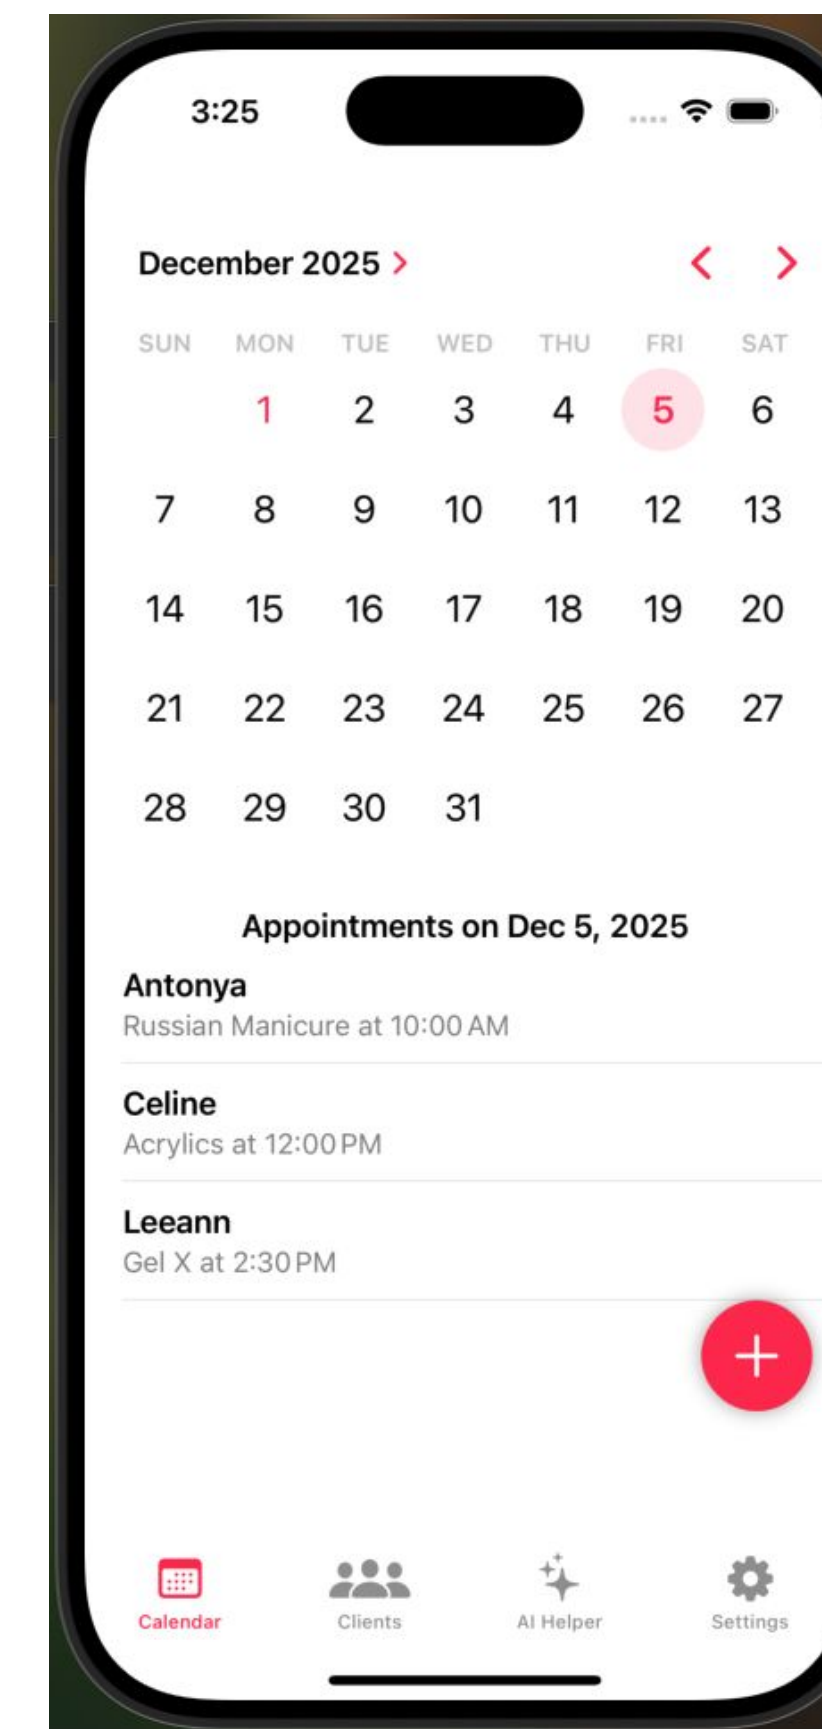 3:25
December 2025
SUN MON TUE WED THU FRI SAT
1 2 3 4 5 6
7 8 9 10 11 12 13
14 15 16 17 18 19 20
21 22 23 24 25 26 27
28 29 30 31
Appointments on Dec 5, 2025
Antonya
Russian Manicure at 10:00 AM
Celine
Acrylics at 12:00 PM
Leeann
Gel X at 2:30 PM
Calendar Clients AI Helper Settings